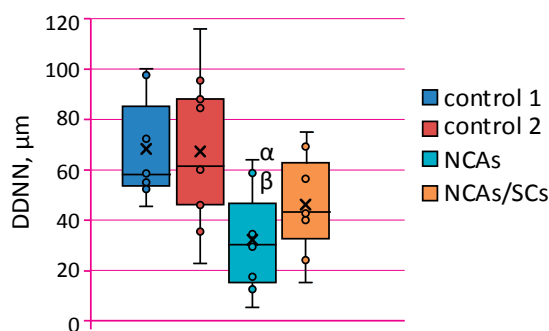 DDNN, µm
120
100
80
60
40
20
0
α
β
control 1
control 2
NCAs
NCAs/SCs